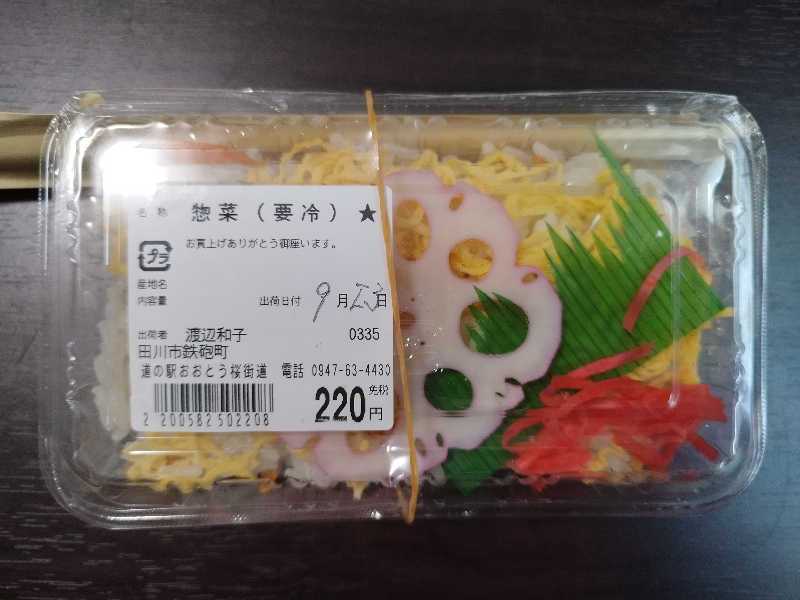 名 称 惣菜（要冷）★
お買上げありがとう御座います。
プラ
産地名
内容量 出荷日付 9月23日
出荷者 渡辺和子 0335
田川市鉄砲町
道の駅おおとう桜街道 電話 0947-63-4430
2 200582 502208
220円 免税